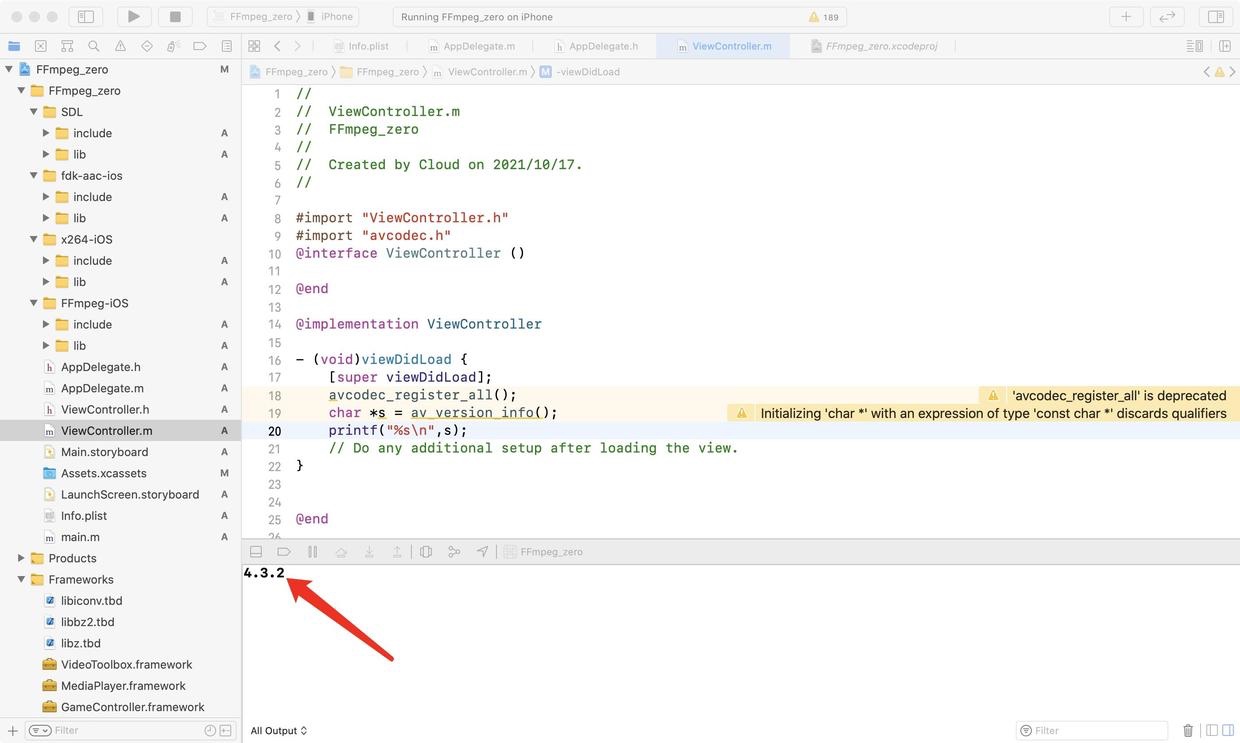 FFmpeg_zero 〉 iPhone
Running FFmpeg_zero on iPhone
189
Info.plist
AppDelegate.m
AppDelegate.h
ViewController.m
FFmpeg_zero.xcodeproj
FFmpeg_zero 〉 FFmpeg_zero 〉 ViewController.m 〉 M -viewDidLoad
FFmpeg_zero M
FFmpeg_zero
SDL
include A
lib A
fdk-aac-ios
include A
lib A
x264-iOS
include A
lib A
FFmpeg-iOS
include A
lib A
AppDelegate.h A
AppDelegate.m A
ViewController.h A
ViewController.m A
Main.storyboard A
Assets.xcassets M
LaunchScreen.storyboard A
Info.plist A
main.m A
Products
Frameworks
libiconv.tbd
libbz2.tbd
libz.tbd
VideoToolbox.framework
MediaPlayer.framework
GameController.framework
Filter
1 //
2 //  ViewController.m
3 //  FFmpeg_zero
4 //
5 //  Created by Cloud on 2021/10/17.
6 //
7
8 #import "ViewController.h"
9 #import "avcodec.h"
10 @interface ViewController ()
11
12 @end
13
14 @implementation ViewController
15
16 - (void)viewDidLoad {
17     [super viewDidLoad];
18     avcodec_register_all(); 'avcodec_register_all' is deprecated
19     char *s = av_version_info(); Initializing 'char *' with an expression of type 'const char *' discards qualifiers
20     printf("%s\n",s);
21     // Do any additional setup after loading the view.
22 }
23
24
25 @end
26
FFmpeg_zero
4.3.2
All Output
Filter